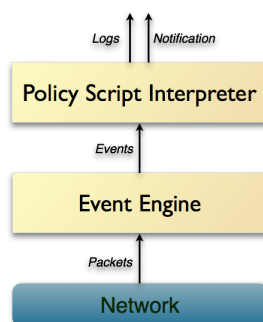 Logs Notification
Policy Script Interpreter
Events
Event Engine
Packets
Network